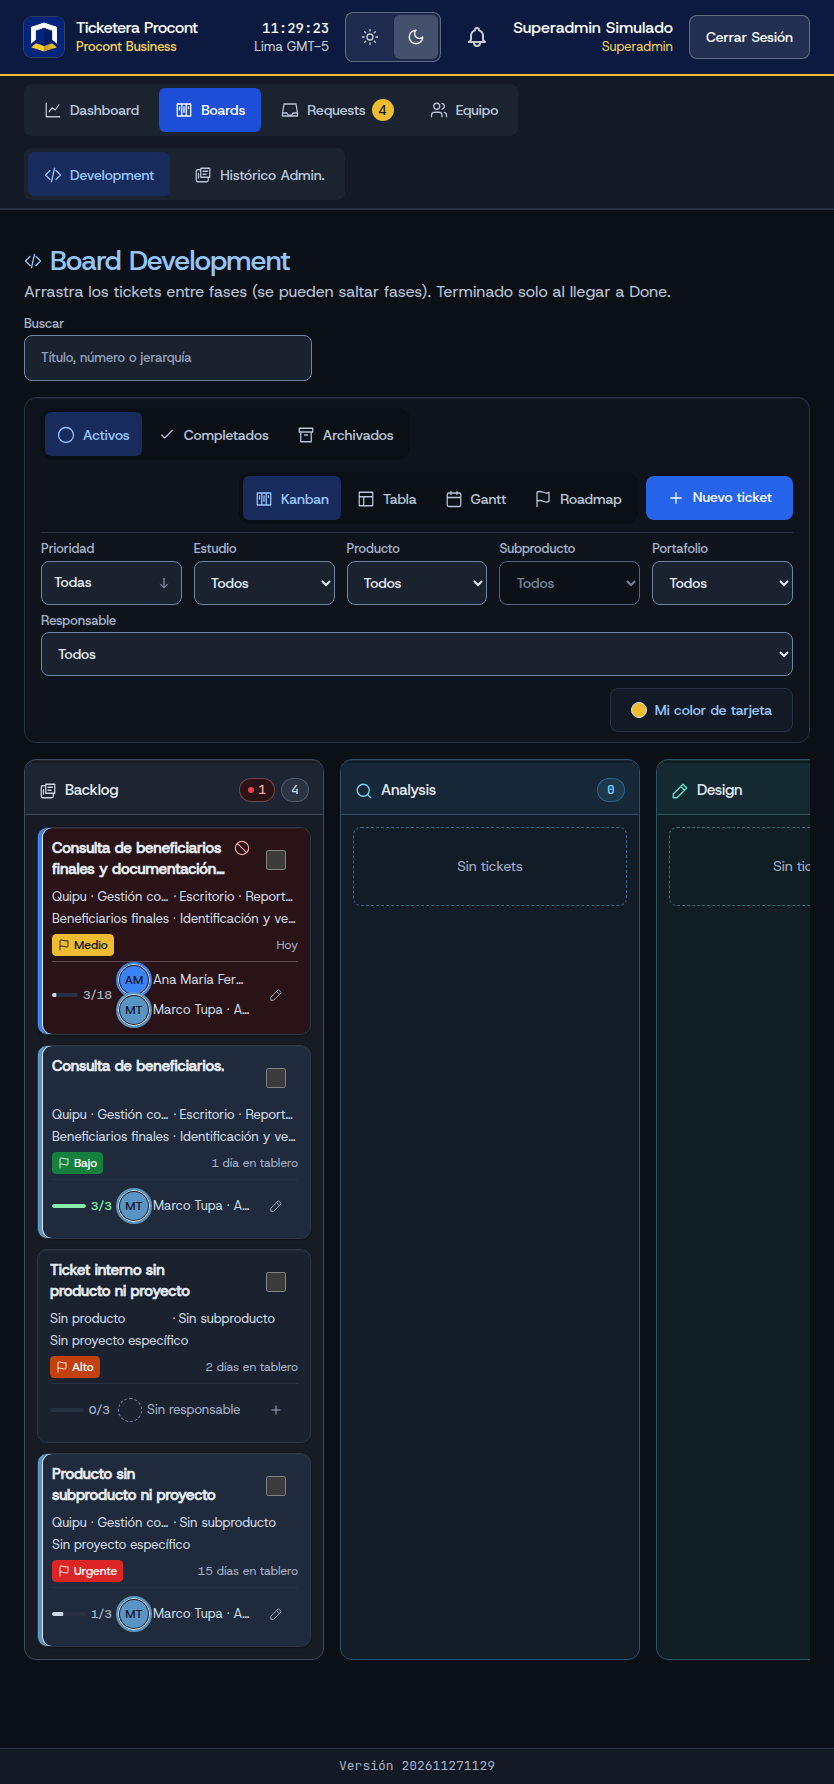 Ticketera Procont
Procont Business
11:29:23
Lima GMT-5
Superadmin Simulado
Superadmin
Cerrar Sesión
Dashboard
Boards
Requests 4
Equipo
Development
Histórico Admin.
Board Development
Arrastra los tickets entre fases (se pueden saltar fases). Terminado solo al llegar a Done.
Buscar
Título, número o jerarquía
Activos
Completados
Archivados
Kanban
Tabla
Gantt
Roadmap
Nuevo ticket
Prioridad
Estudio
Producto
Subproducto
Portafolio
Todas
Todos
Todos
Todos
Todos
Responsable
Todos
Mi color de tarjeta
Backlog
1
4
Analysis
0
Design
Consulta de beneficiarios
finales y documentación...
Quipu · Gestión co... · Escritorio · Report...
Beneficiarios finales · Identificación y ve...
Medio
Hoy
3/18
AM
Ana María Fer...
MT
Marco Tupa · A...
Sin tickets
Sin tic
Consulta de beneficiarios.
Quipu · Gestión co... · Escritorio · Report...
Beneficiarios finales · Identificación y ve...
Bajo
1 día en tablero
3/3
MT
Marco Tupa · A...
Ticket interno sin
producto ni proyecto
Sin producto · Sin subproducto
Sin proyecto específico
Alto
2 días en tablero
0/3
Sin responsable
Producto sin
subproducto ni proyecto
Quipu · Gestión co... · Sin subproducto
Sin proyecto específico
Urgente
15 días en tablero
1/3
MT
Marco Tupa · A...
Versión 202611271129